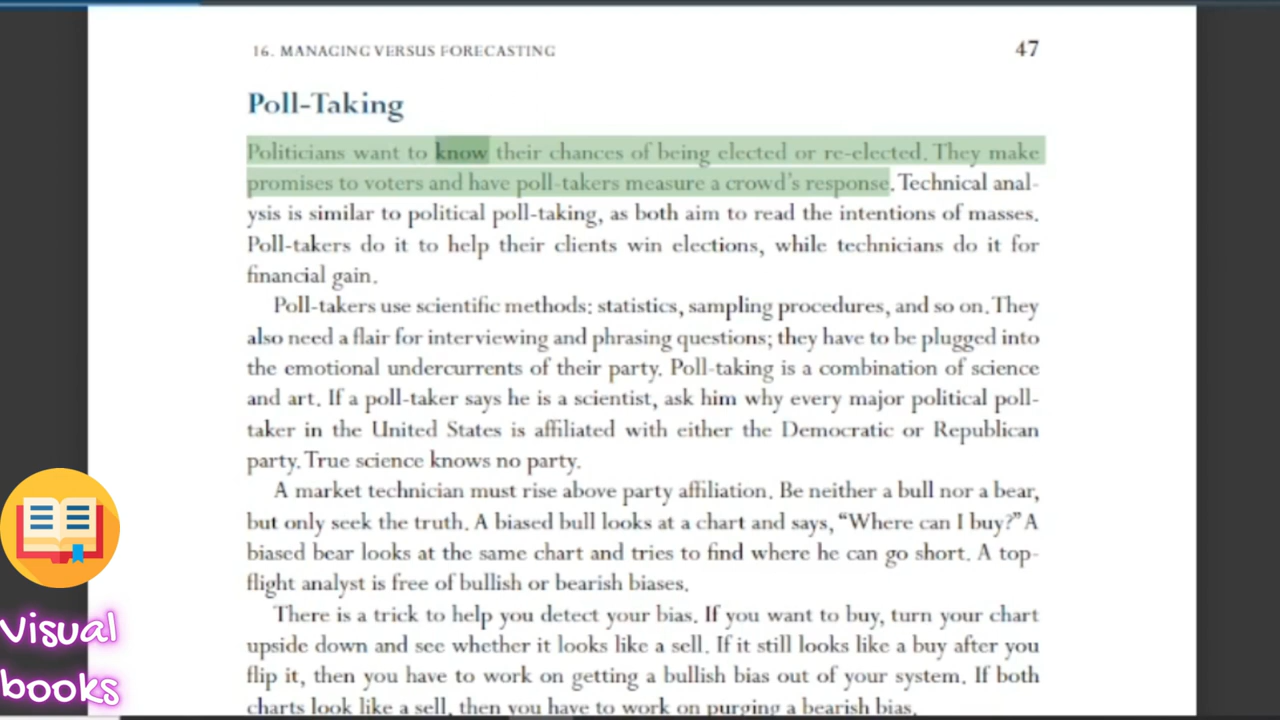 16. MANAGING VERSUS FORECASTING 47
Poll-Taking
Politicians want to know their chances of being elected or re-elected. They make
promises to voters and have poll-takers measure a crowd's response. Technical anal-
ysis is similar to political poll-taking, as both aim to read the intentions of masses.
Poll-takers do it to help their clients win elections, while technicians do it for
financial gain.
Poll-takers use scientific methods: statistics, sampling procedures, and so on. They
also need a flair for interviewing and phrasing questions; they have to be plugged into
the emotional undercurrents of their party. Poll-taking is a combination of science
and art. If a poll-taker says he is a scientist, ask him why every major political poll-
taker in the United States is affiliated with either the Democratic or Republican
party. True science knows no party.
A market technician must rise above party affiliation. Be neither a bull nor a bear,
but only seek the truth. A biased bull looks at a chart and says, “Where can I buy?” A
biased bear looks at the same chart and tries to find where he can go short. A top-
flight analyst is free of bullish or bearish biases.
There is a trick to help you detect your bias. If you want to buy, turn your chart
upside down and see whether it looks like a sell. If it still looks like a buy after you
flip it, then you have to work on getting a bullish bias out of your system. If both
charts look like a sell, then you have to work on purging a bearish bias.
Visual
books